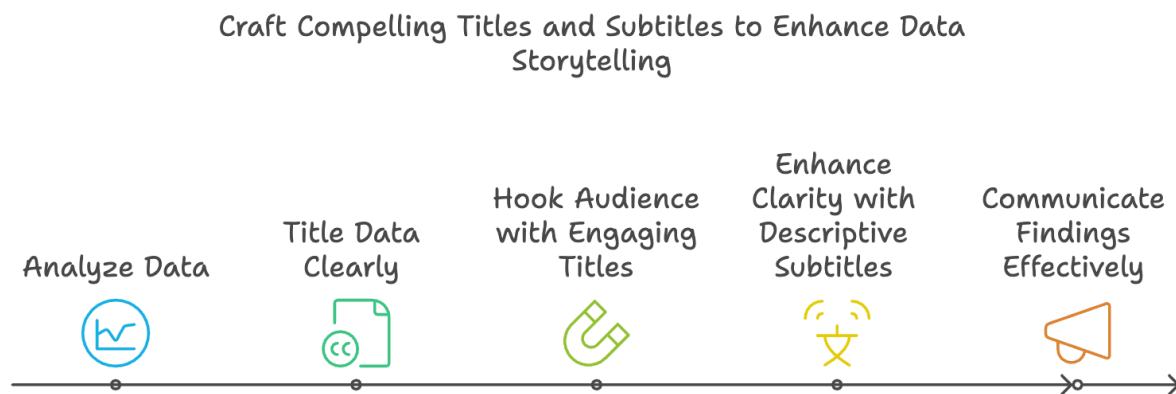 Craft Compelling Titles and Subtitles to Enhance Data
Storytelling
Analyze Data
Title Data
Clearly
Hook Audience
with Engaging
Titles
Enhance
Clarity with
Descriptive
Subtitles
Communicate
Findings
Effectively
CC